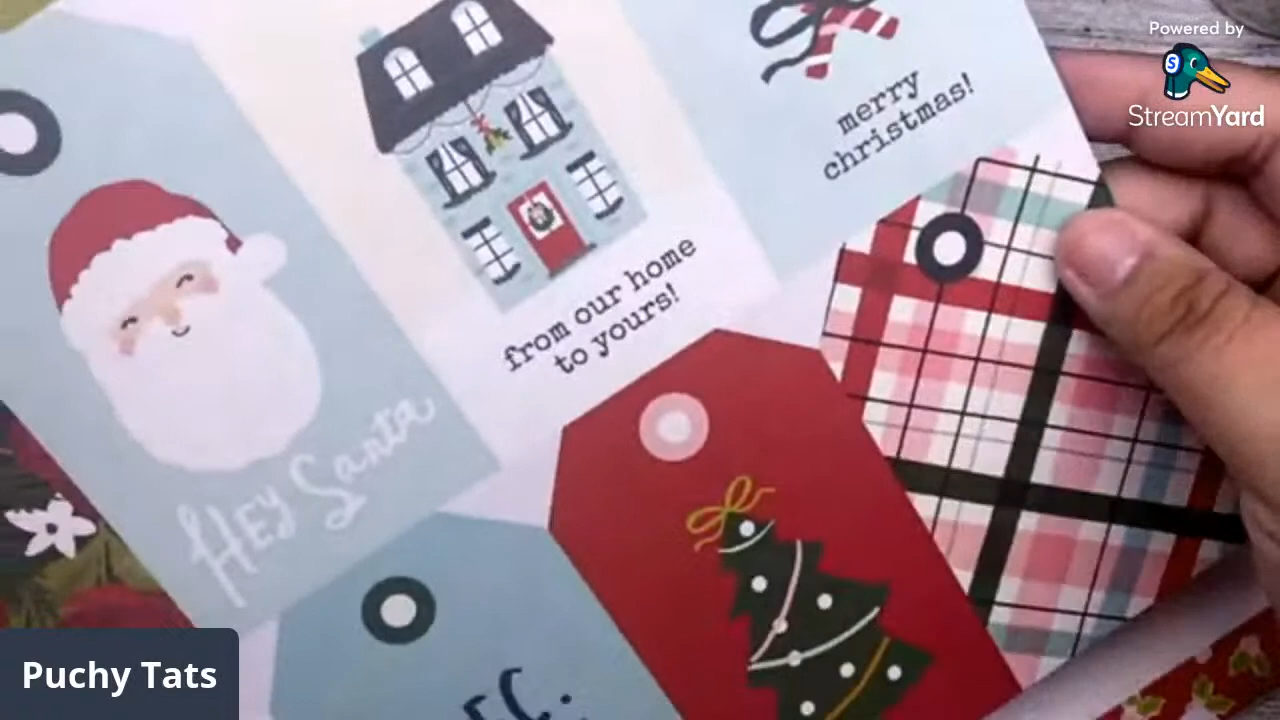 Powered by
StreamYard
merry
christmas!
from our home
to yours!
Hey Santa
Puchy Tats